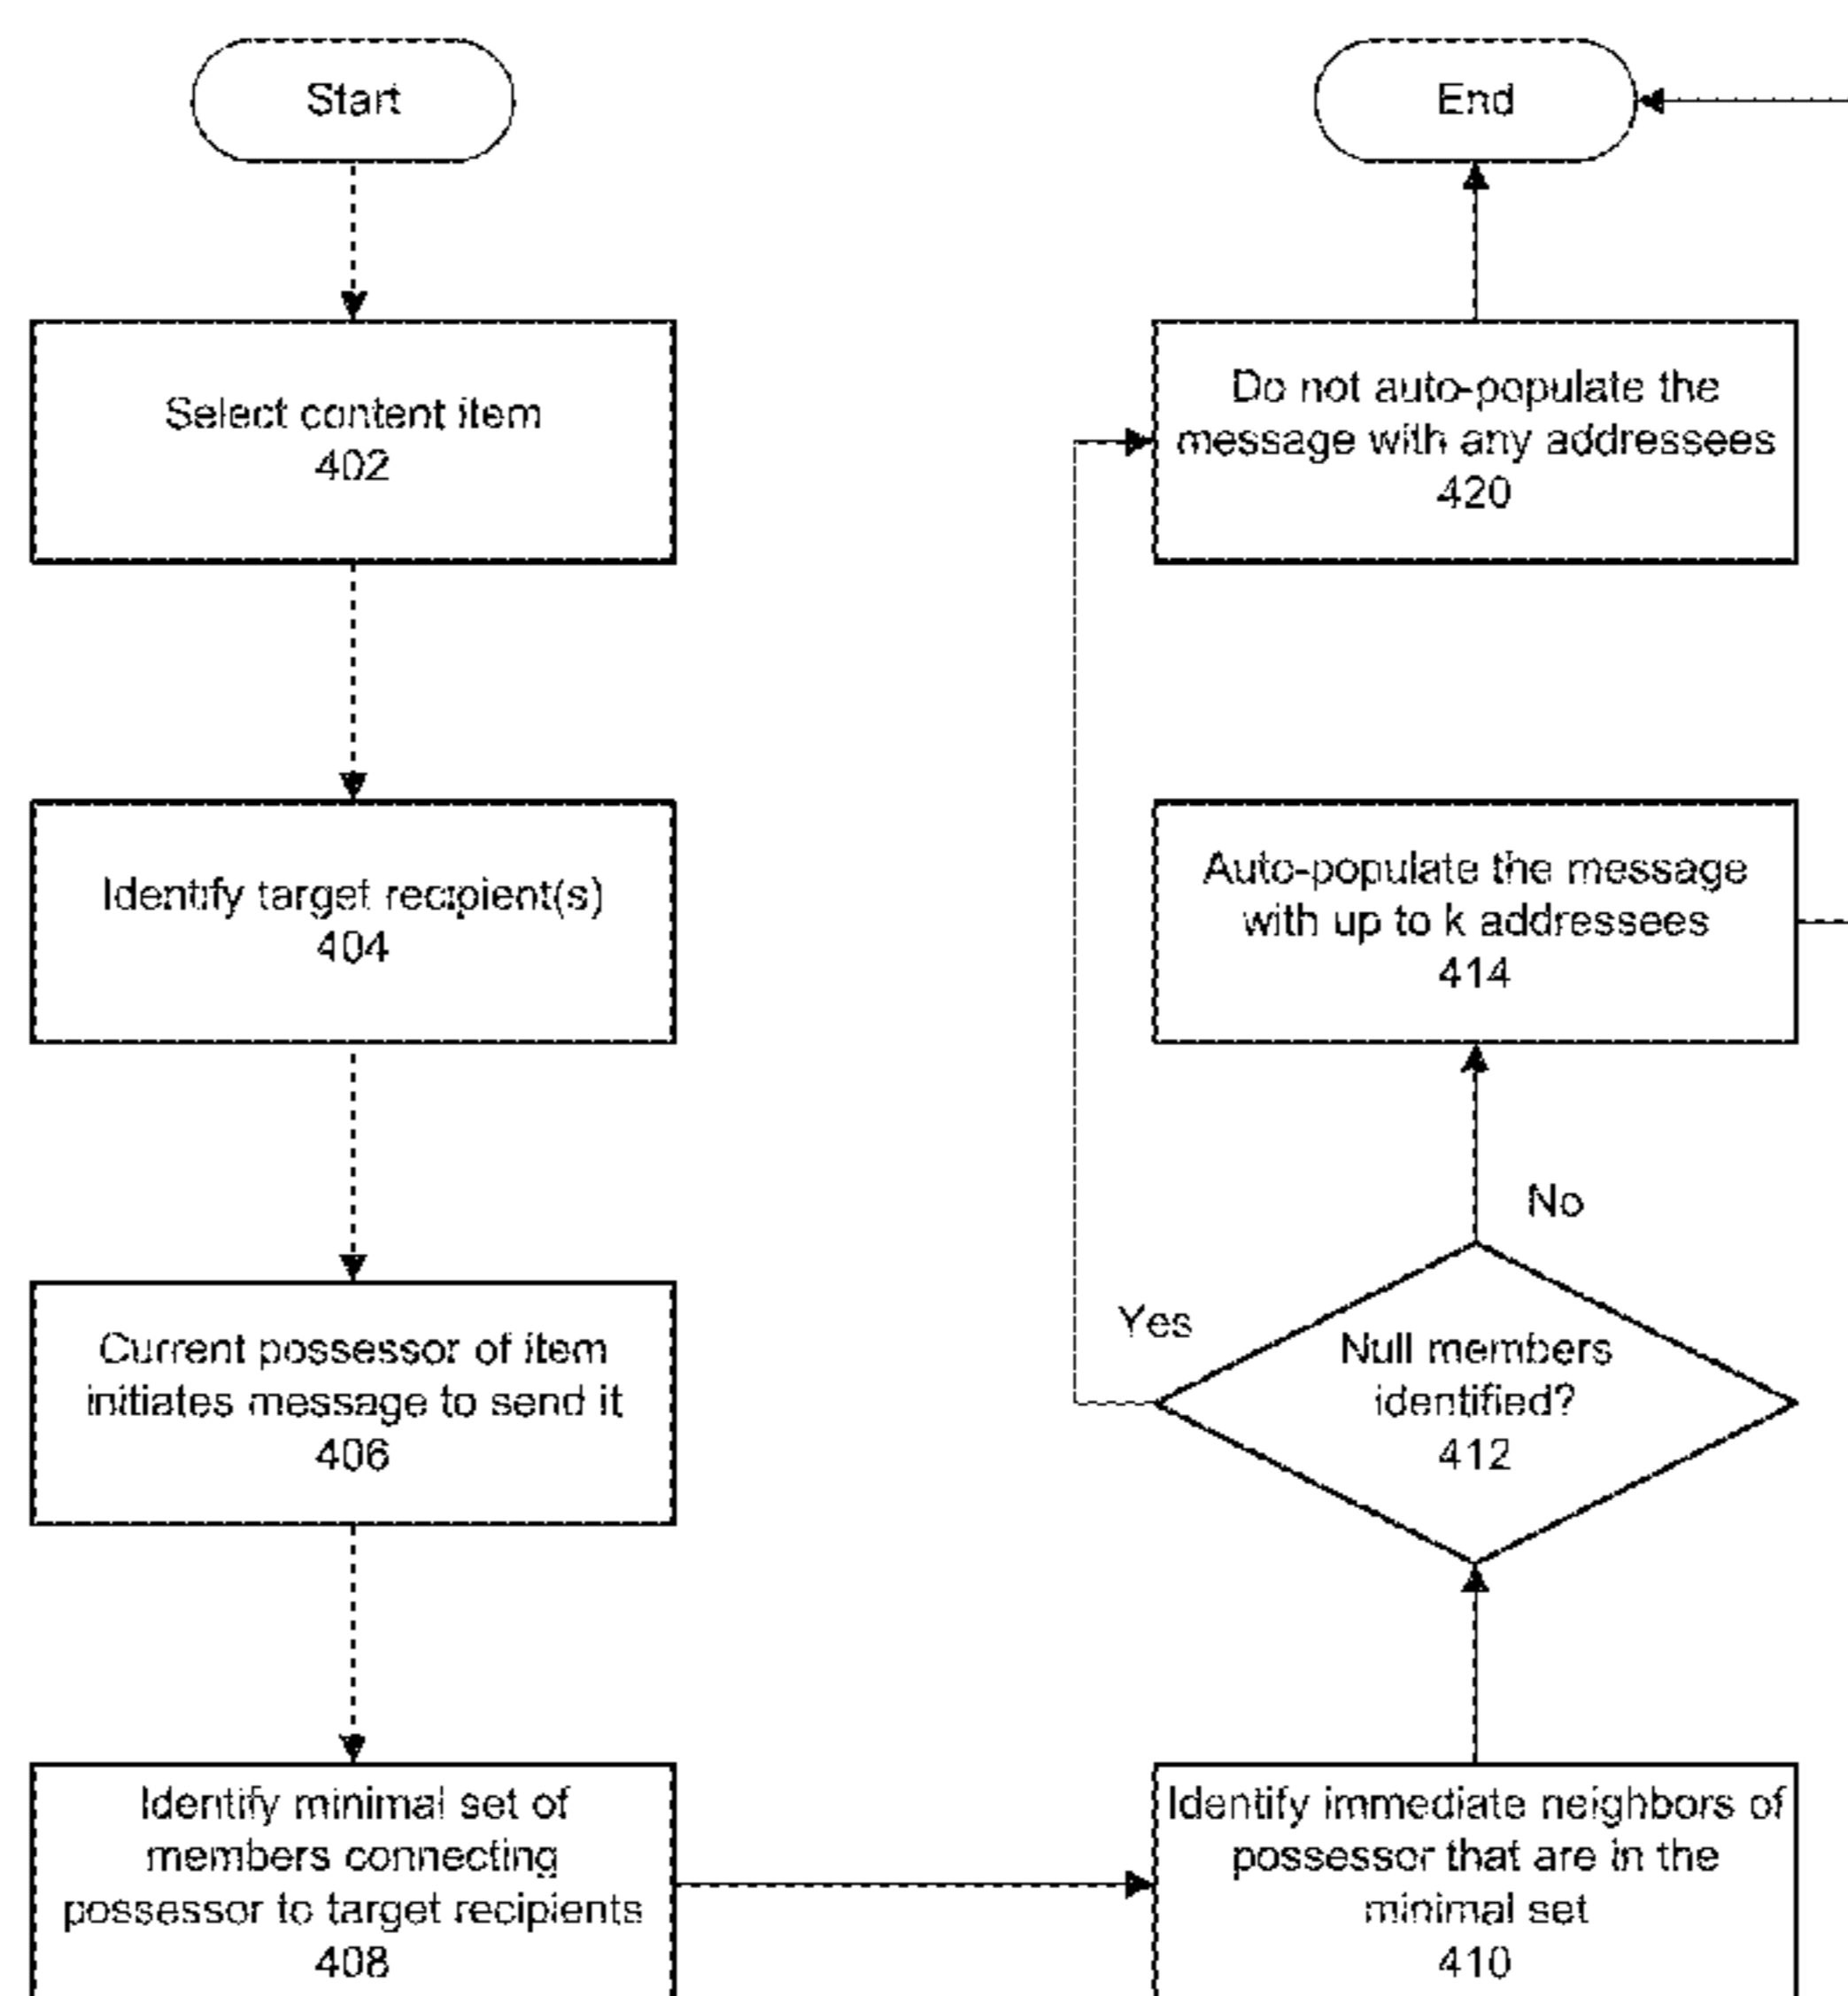 Start
Select content item
402
Identify target recipient(s)
404
Current possessor of item
initiates message to send it
406
Identify minimal set of
members connecting
possessor to target recipients
408
Identify immediate neighbors of
possessor that are in the
minimal set
410
Null members
identified?
412
Yes
No
Auto-populate the message
with up to k addressees
414
Do not auto-populate the
message with any addressees
420
End